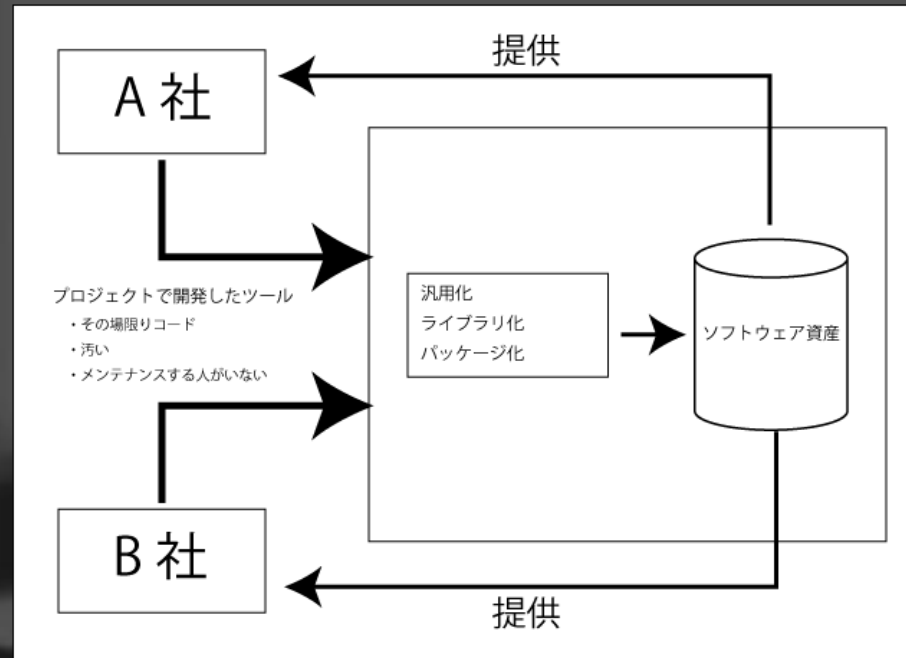 提供
A 社
プロジェクトで開発したツール
・その場限りコード
・汚い
・メンテナンスする人がいない
汎用化
ライブラリ化
パッケージ化
ソフトウェア資産
B 社
提供